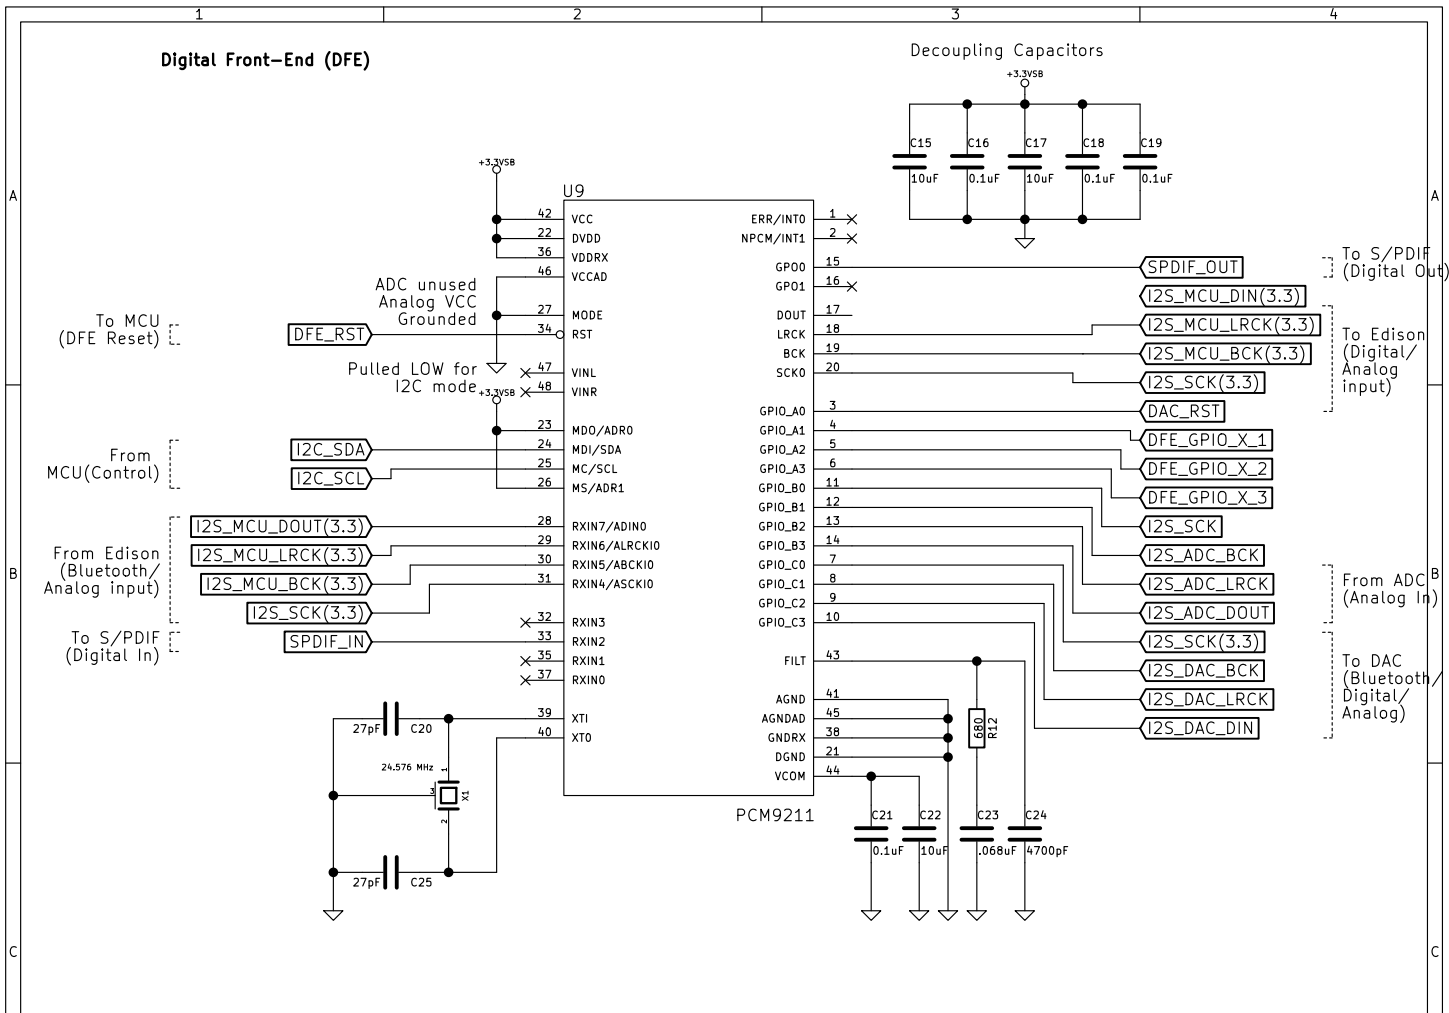 1 2 3 4
Digital Front-End (DFE)
Decoupling Capacitors
+3.3VSB
C15 C16 C17 C18 C19
10uF 0.1uF 10uF 0.1uF 0.1uF
A A
+3.3VSB
U9
42 VCC
22 DVDD
36 VDDRX
46 VCCAD
27 MODE
34 RST
47 VINL
48 VINR
23 MDO/ADR0
24 MDI/SDA
25 MC/SCL
26 MS/ADR1
28 RXIN7/ADIN0
29 RXIN6/ALRCKI0
30 RXIN5/ABCKI0
31 RXIN4/ASCKI0
32 RXIN3
33 RXIN2
35 RXIN1
37 RXIN0
39 XTI
40 XTO
ERR/INT0 1
NPCM/INT1 2
GPO0 15
GPO1 16
DOUT 17
LRCK 18
BCK 19
SCKO 20
GPIO_A0 3
GPIO_A1 4
GPIO_A2 5
GPIO_A3 6
GPIO_B0 11
GPIO_B1 12
GPIO_B2 13
GPIO_B3 14
GPIO_C0 7
GPIO_C1 8
GPIO_C2 9
GPIO_C3 10
FILT 43
AGND 41
AGNDAD 45
GNDRX 38
DGND 21
VCOM 44
PCM9211
ADC unused
Analog VCC
Grounded
To MCU
(DFE Reset)
DFE_RST
Pulled LOW for
I2C mode
+3.3VSB
From
MCU(Control)
I2C_SDA
I2C_SCL
From Edison
(Bluetooth/
Analog input)
I2S_MCU_DOUT(3.3)
I2S_MCU_LRCK(3.3)
I2S_MCU_BCK(3.3)
I2S_SCK(3.3)
To S/PDIF
(Digital In)
SPDIF_IN
27pF C20
24.576 MHz
1
3
2
X1
27pF C25
SPDIF_OUT
I2S_MCU_DIN(3.3)
I2S_MCU_LRCK(3.3)
I2S_MCU_BCK(3.3)
I2S_SCK(3.3)
DAC_RST
DFE_GPIO_X_1
DFE_GPIO_X_2
DFE_GPIO_X_3
I2S_SCK
I2S_ADC_BCK
I2S_ADC_LRCK
I2S_ADC_DOUT
I2S_SCK(3.3)
I2S_DAC_BCK
I2S_DAC_LRCK
I2S_DAC_DIN
To S/PDIF
(Digital Out)
To Edison
(Digital/
Analog
input)
B B
From ADC
(Analog In)
To DAC
(Bluetooth/
Digital/
Analog)
680
R12
C21 C22 C23 C24
0.1uF 10uF .068uF 4700pF
C C